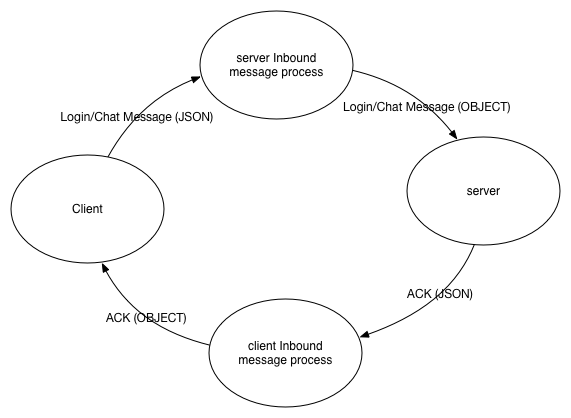 server Inbound
message process
Login/Chat Message (JSON)
Login/Chat Message (OBJECT)
Client
server
ACK (JSON)
ACK (OBJECT)
client Inbound
message process